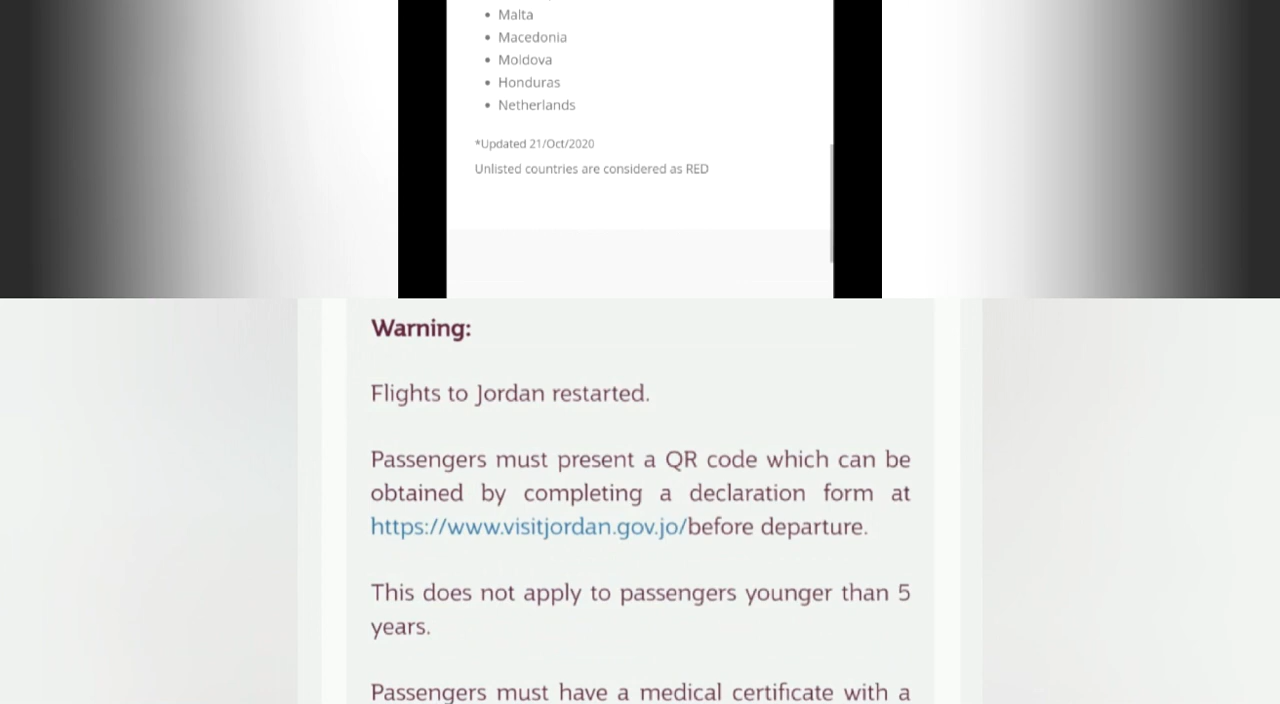 • Malta
• Macedonia
• Moldova
• Honduras
• Netherlands
*Updated 21/Oct/2020
Unlisted countries are considered as RED
Warning:
Flights to Jordan restarted.
Passengers must present a QR code which can be
obtained by completing a declaration form at
https://www.visitjordan.gov.jo/before departure.
This does not apply to passengers younger than 5
years.
Passengers must have a medical certificate with a